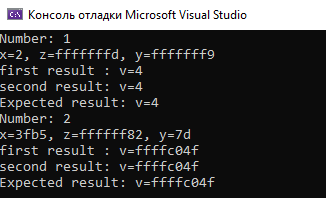 Консоль отладки Microsoft Visual Studio
Number: 1
x=2, z=fffffffd, y=fffffff9
first result : v=4
second result: v=4
Expected result: v=4
Number: 2
x=3fb5, z=ffffff82, y=7d
first result : v=ffffc04f
second result: v=ffffc04f
Expected result: v=ffffc04f